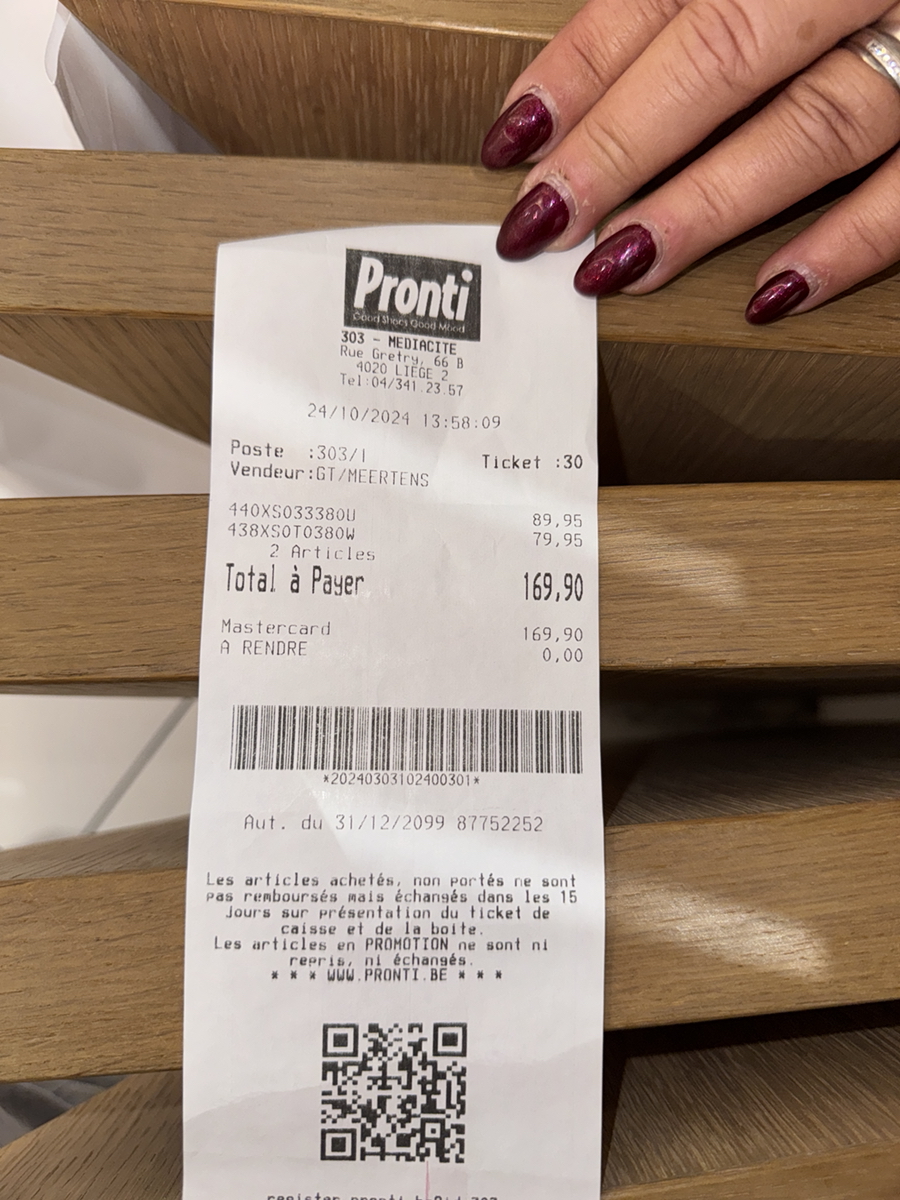 Pronti
Good Shoes Good Mood
303 - MEDIACITE
Rue Gretry, 66 B
4020 LIEGE 2
Tel:04/341.23.57
24/10/2024 13:58:09
Poste :303/1 Ticket :30
Vendeur:GT/MEERTENS
440XS033380U 89,95
438XS0T0380W 79,95
2 Articles
Total à Payer 169,90
Mastercard 169,90
A RENDRE 0,00
*20240303102400301*
Aut. du 31/12/2099 87752252
Les articles achetés, non portés ne sont
pas remboursés mais échangés dans les 15
jours sur présentation du ticket de
caisse et de la boite.
Les articles en PROMOTION ne sont ni
repris, ni échangés.
* * * WWW.PRONTI.BE * * *